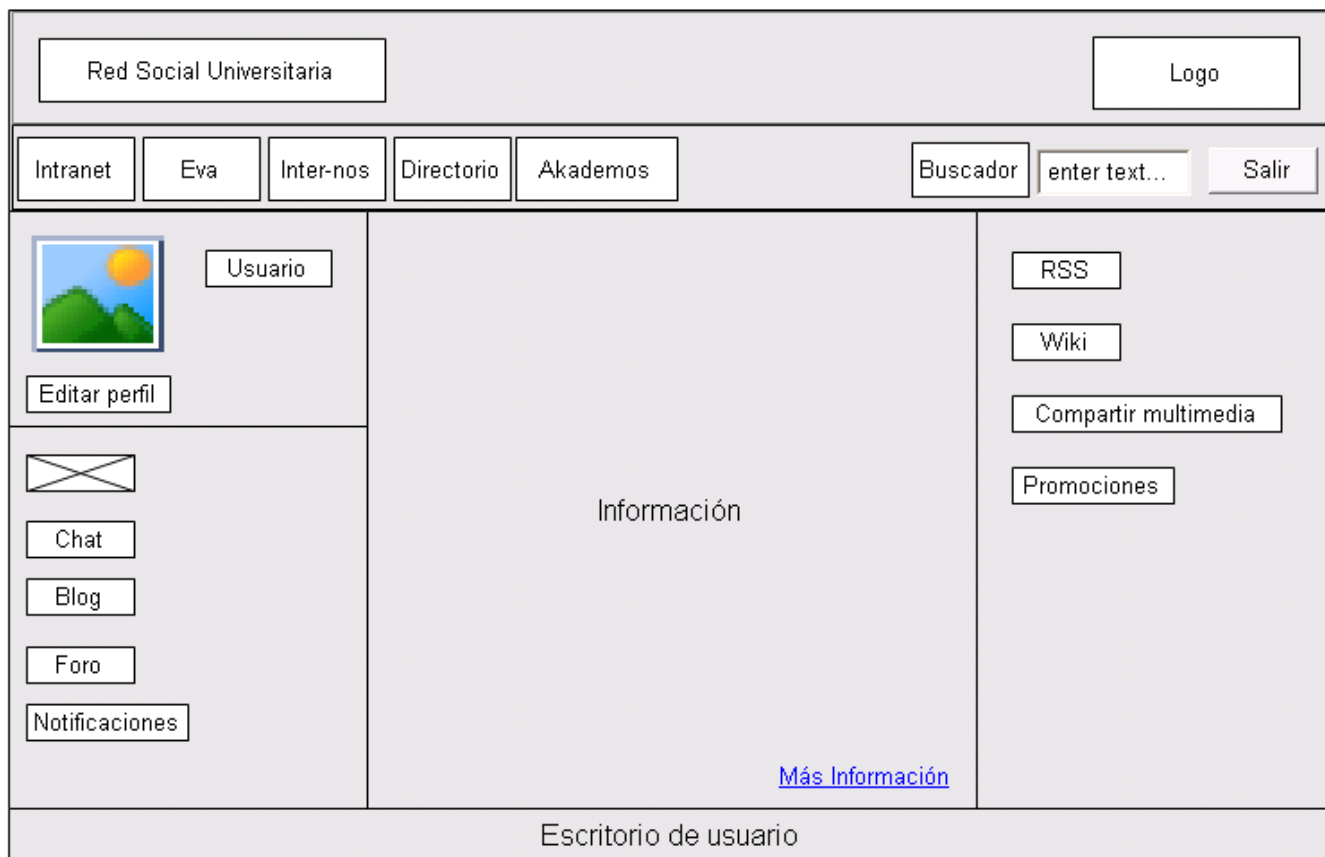 Red Social Universitaria
Logo
Intranet
Eva
Inter-nos
Directorio
Akademos
Buscador
enter text...
Salir
Usuario
Editar perfil
Chat
Blog
Foro
Notificaciones
Información
Más Información
RSS
Wiki
Compartir multimedia
Promociones
Escritorio de usuario